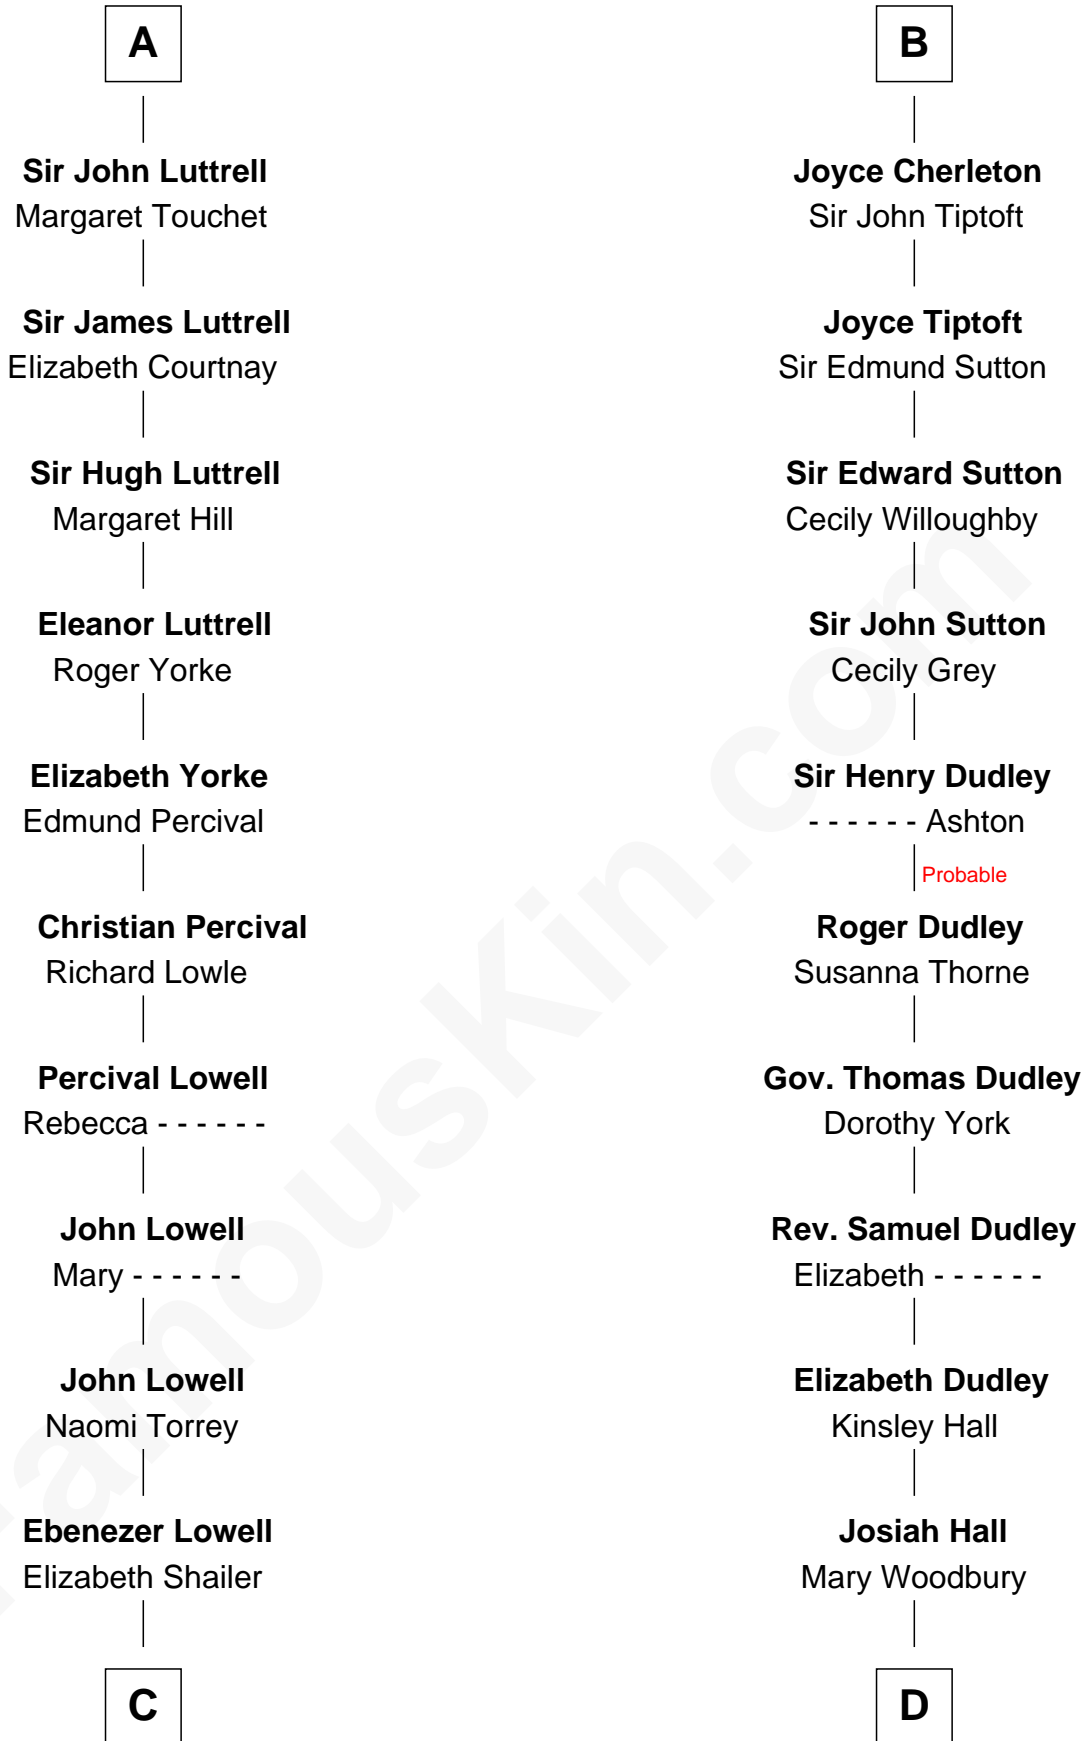 A
Sir John Luttrell
Margaret Touchet
Sir James Luttrell
Elizabeth Courtnay
Sir Hugh Luttrell
Margaret Hill
Eleanor Luttrell
Roger Yorke
Elizabeth Yorke
Edmund Percival
Christian Percival
Richard Lowle
Percival Lowell
Rebecca - - - - - -
John Lowell
Mary - - - - - -
John Lowell
Naomi Torrey
Ebenezer Lowell
Elizabeth Shailer
C
B
Joyce Cherleton
Sir John Tiptoft
Joyce Tiptoft
Sir Edmund Sutton
Sir Edward Sutton
Cecily Willoughby
Sir John Sutton
Cecily Grey
Sir Henry Dudley
- - - - - - Ashton
Probable
Roger Dudley
Susanna Thorne
Gov. Thomas Dudley
Dorothy York
Rev. Samuel Dudley
Elizabeth - - - - - -
Elizabeth Dudley
Kinsley Hall
Josiah Hall
Mary Woodbury
D
FamousKin.com